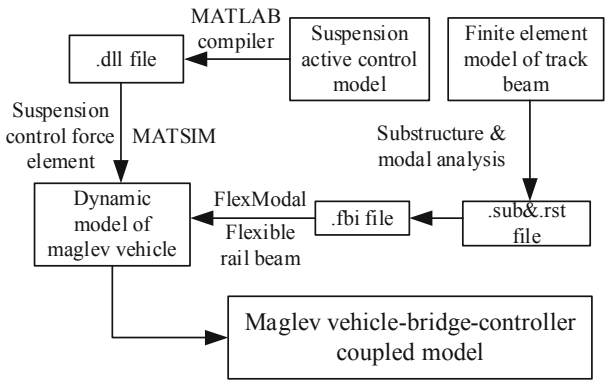 MATLAB
compiler
.dll file
Suspension
active control
model
Finite element
model of track
beam
Suspension
control force
element
MATSIM
Substructure &
modal analysis
Dynamic
model of
maglev vehicle
FlexModal
Flexible
rail beam
.fbi file
.sub&.rst
file
Maglev vehicle-bridge-controller
coupled model